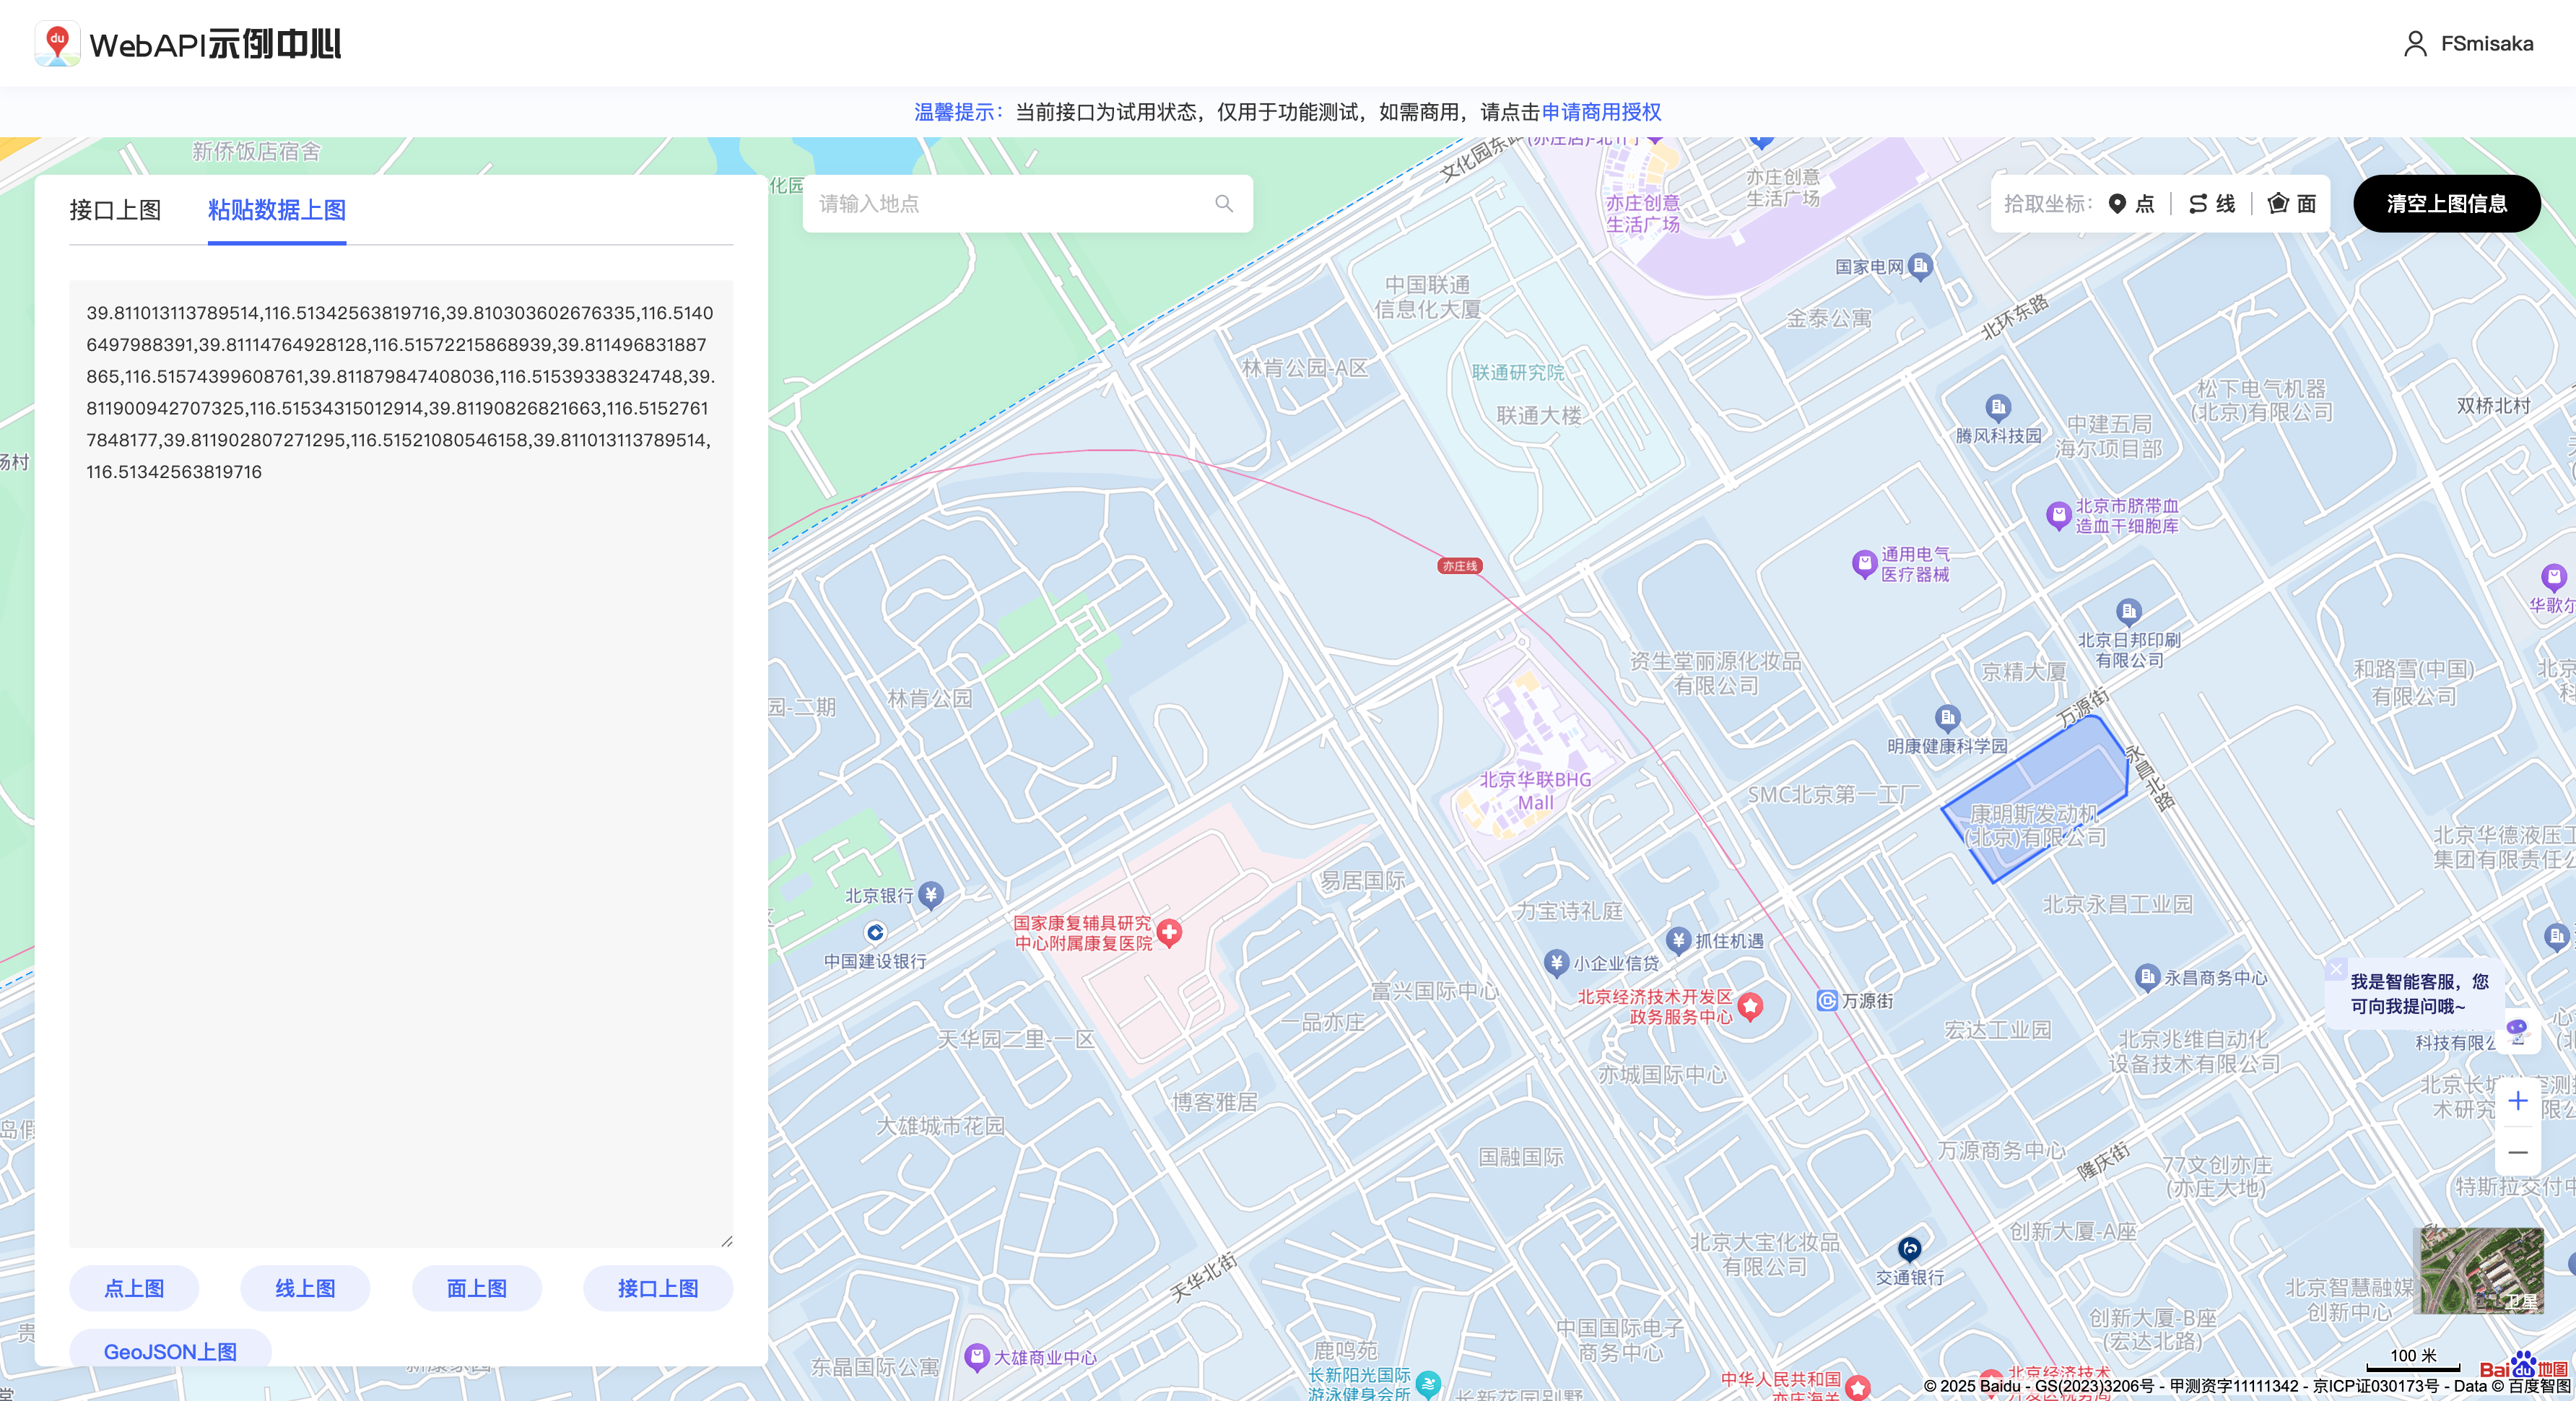 WebAPI示例中心
FSmisaka
温馨提示：当前接口为试用状态，仅用于功能测试，如需商用，请点击申请商用授权
接口上图
粘贴数据上图
39.811013113789514,116.51342563819716,39.810303602676335,116.5140
6497988391,39.81114764928128,116.51572215868939,39.811496831887
865,116.51574399608761,39.811879847408036,116.51539338324748,39.
811900942707325,116.51534315012914,39.81190826821663,116.5152761
7848177,39.811902807271295,116.51521080546158,39.811013113789514,
116.51342563819716
点上图
线上图
面上图
接口上图
GeoJSON上图
请输入地点
拾取坐标：
点
线
面
清空上图信息
新侨饭店宿舍
化园
文化园东路
亦庄创意
生活广场
亦庄创意
生活广场
国家电网
金泰公寓
北环东路
中国联通
信息化大厦
联通研究院
联通大楼
林肯公园-A区
松下电气机器
(北京)有限公司
双桥北村
腾风科技园
中建五局
海尔项目部
北京市脐带血
造血干细胞库
通用电气
医疗器械
亦庄线
北京日邦印刷
有限公司
京精大厦
资生堂丽源化妆品
有限公司
和路雪(中国)
有限公司
万源街
明康健康科学园
永昌北路
林肯公园
园-二期
北京华联BHG
Mall
SMC北京第一工厂
康明斯发动机
(北京)有限公司
北京华德液压工
集团有限责任公
易居国际
力宝诗礼庭
北京永昌工业园
北京银行
中国建设银行
国家康复辅具研究
中心附属康复医院
抓住机遇
小企业信贷
永昌商务中心
富兴国际中心
北京经济技术开发区
政务服务中心
万源街
我是智能客服，您
可向我提问哦~
一品亦庄
天华园二里-一区
宏达工业园
北京兆维自动化
设备技术有限公司
亦城国际中心
博客雅居
大雄城市花园
国融国际
万源商务中心
隆庆街
77文创亦庄
(亦庄大地)
特斯拉交付中
创新大厦-A座
北京大宝化妆品
有限公司
交通银行
天华北街
北京智慧融媒
创新中心
卫星
创新大厦-B座
(宏达北路)
中国国际电子
商务中心
鹿鸣苑
东晶国际公寓
大雄商业中心
长新阳光国际
游泳健身会所
长新花园别墅
中华人民共和国
亦庄海关
北京经济技术
100 米
Bai du 地图
© 2025 Baidu - GS(2023)3206号 - 甲测资字11111342 - 京ICP证030173号 - Data © 百度智图